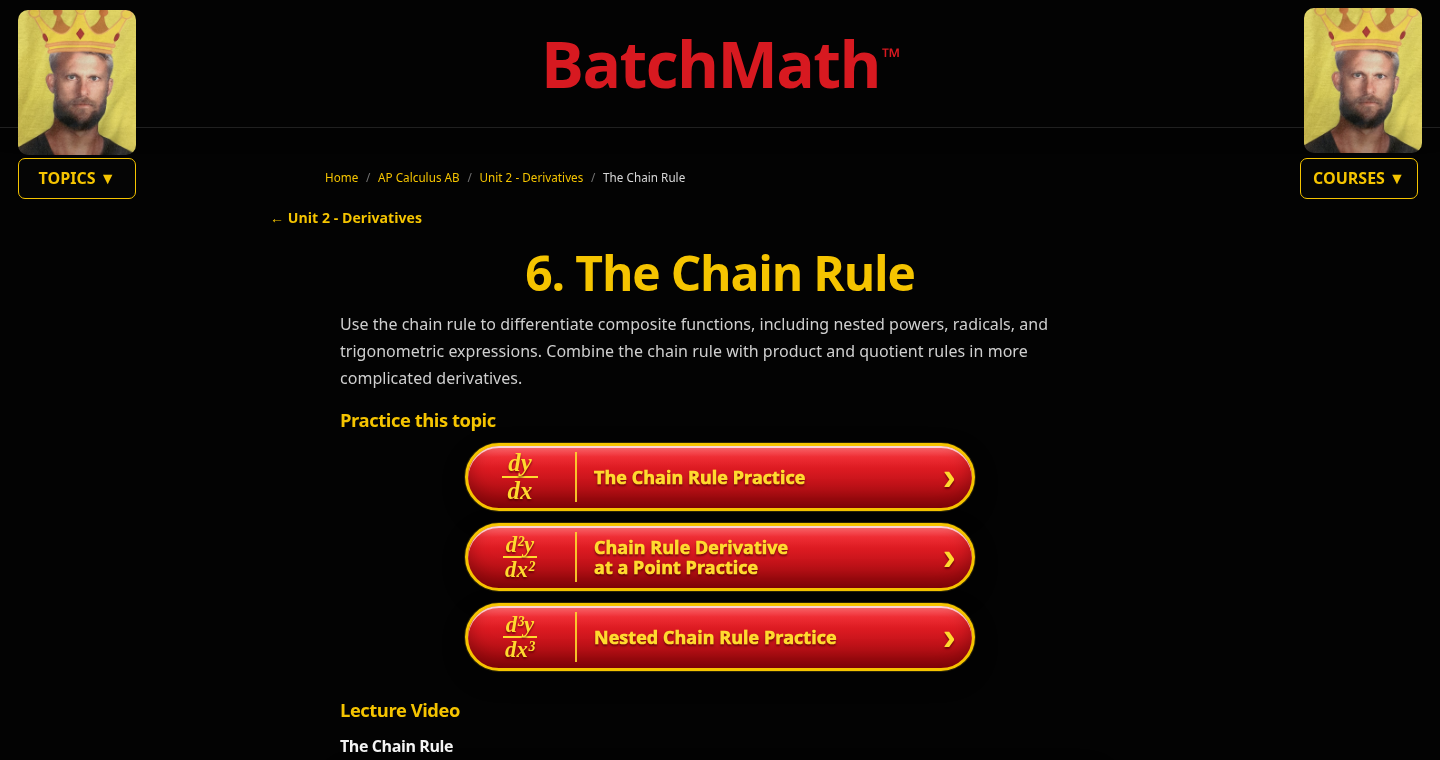 BatchMath™
TOPICS ▼
COURSES ▼
Home / AP Calculus AB / Unit 2 - Derivatives / The Chain Rule
← Unit 2 - Derivatives
6. The Chain Rule
Use the chain rule to differentiate composite functions, including nested powers, radicals, and
trigonometric expressions. Combine the chain rule with product and quotient rules in more
complicated derivatives.
Practice this topic
dy
dx
The Chain Rule Practice ›
d²y
dx²
Chain Rule Derivative
at a Point Practice ›
d³y
dx³
Nested Chain Rule Practice ›
Lecture Video
The Chain Rule